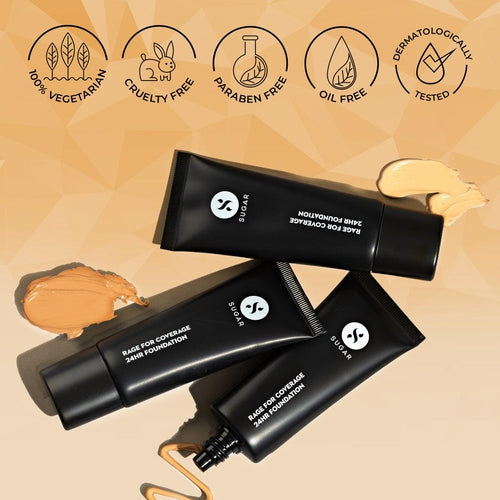 100% VEGETARIAN
CRUELTY FREE
PARABEN FREE
OIL FREE
DERMATOLOGICALLY
TESTED
SUGAR
RAGE FOR COVERAGE
24HR FOUNDATION
SUGAR
RAGE FOR COVERAGE
24HR FOUNDATION
SUGAR
RAGE FOR COVERAGE
24HR FOUNDATION